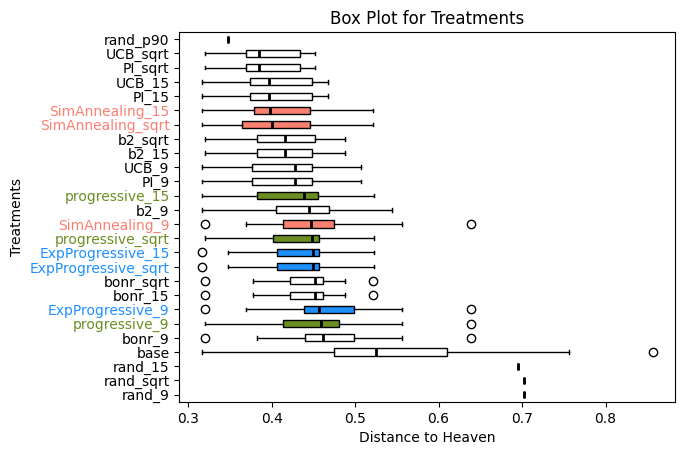 Box Plot for Treatments
Treatments
rand_p90
UCB_sqrt
PI_sqrt
UCB_15
PI_15
SimAnnealing_15
SimAnnealing_sqrt
b2_sqrt
b2_15
UCB_9
PI_9
progressive_15
b2_9
SimAnnealing_9
progressive_sqrt
ExpProgressive_15
ExpProgressive_sqrt
bonr_sqrt
bonr_15
ExpProgressive_9
progressive_9
bonr_9
base
rand_15
rand_sqrt
rand_9
0.3 0.4 0.5 0.6 0.7 0.8
Distance to Heaven